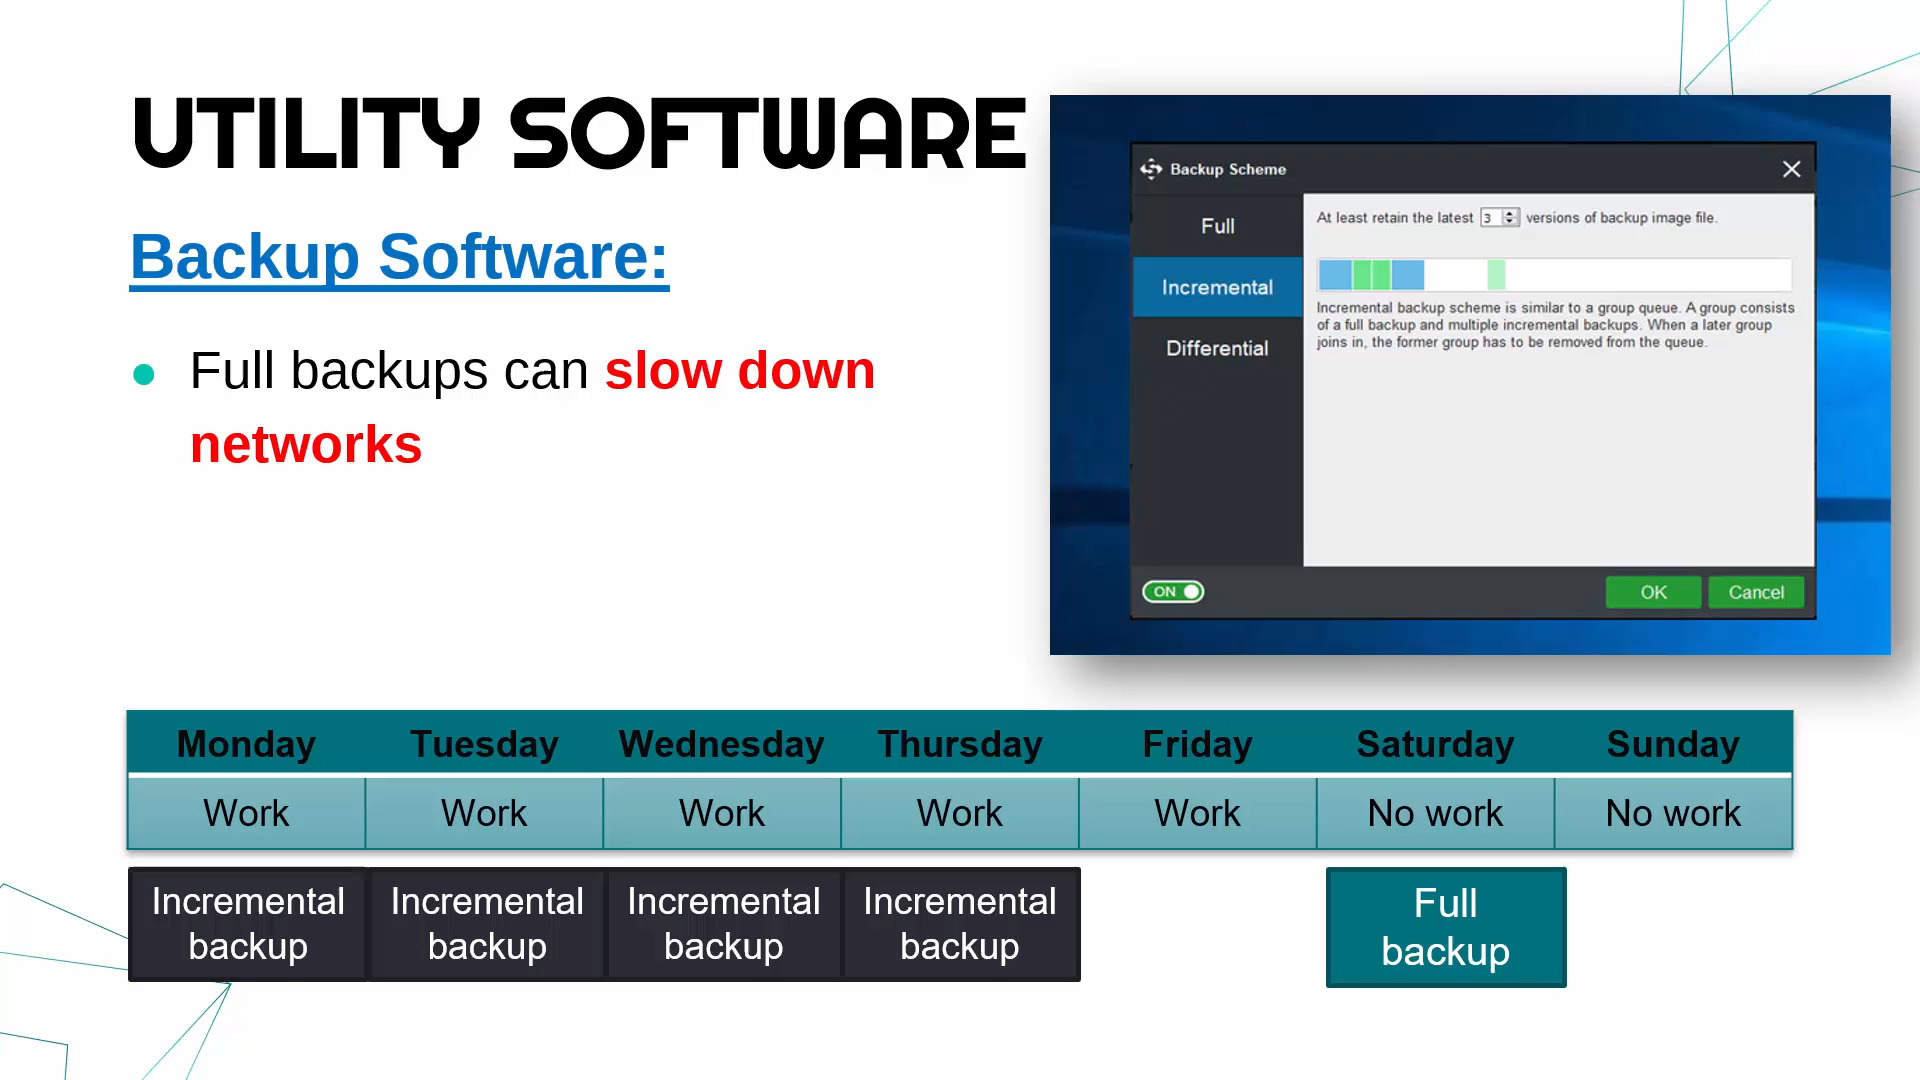 UTILITY SOFTWARE
Backup Software:
Full backups can slow down
networks
Backup Scheme
Full
Incremental
Differential
At least retain the latest 3 versions of backup image file.
Incremental backup scheme is similar to a group queue. A group consists
of a full backup and multiple incremental backups. When a later group
joins in, the former group has to be removed from the queue.
ON
OK
Cancel
Monday Tuesday Wednesday Thursday Friday Saturday Sunday
Work Work Work Work Work No work No work
Incremental Incremental Incremental Incremental Full
backup backup backup backup backup